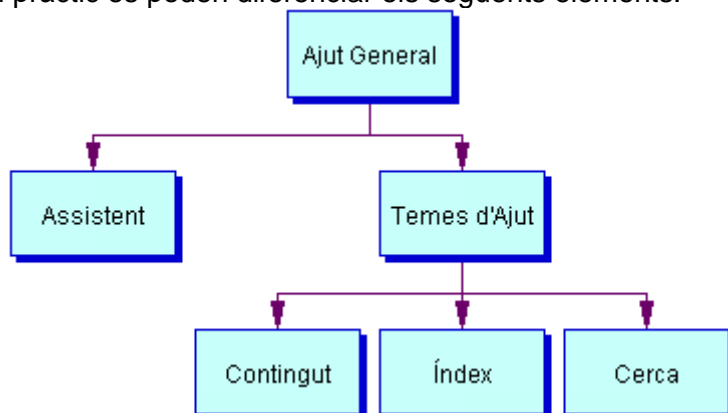 pràctic es poden diferenciar els següents elements:
Ajut General
Assistent
Temes d'Ajut
Contingut
Índex
Cerca